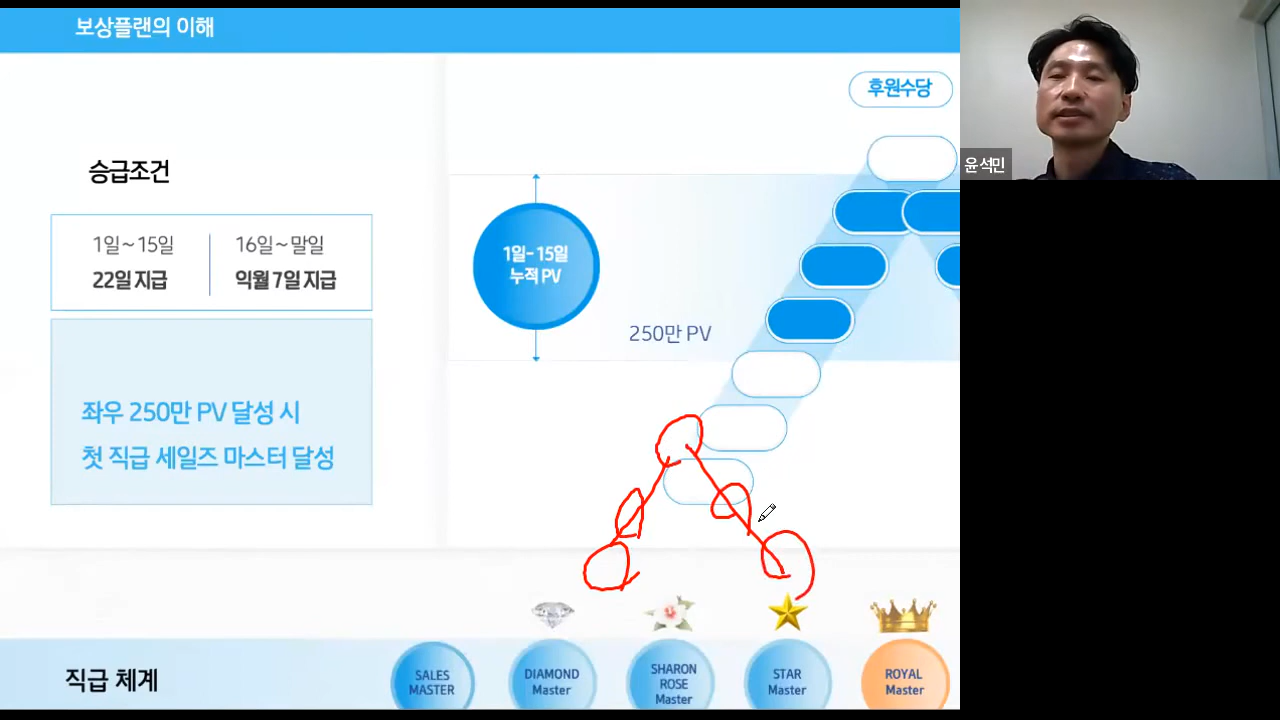 보상플랜의 이해
후원수당
윤석민
승급조건
1일~15일
22일 지급
16일~말일
익월 7일 지급
1일-15일
누적 PV
250만 PV
좌우 250만 PV 달성 시
첫 직급 세일즈 마스터 달성
직급 체계
SALES
MASTER
DIAMOND
Master
SHARON
ROSE
Master
STAR
Master
ROYAL
Master